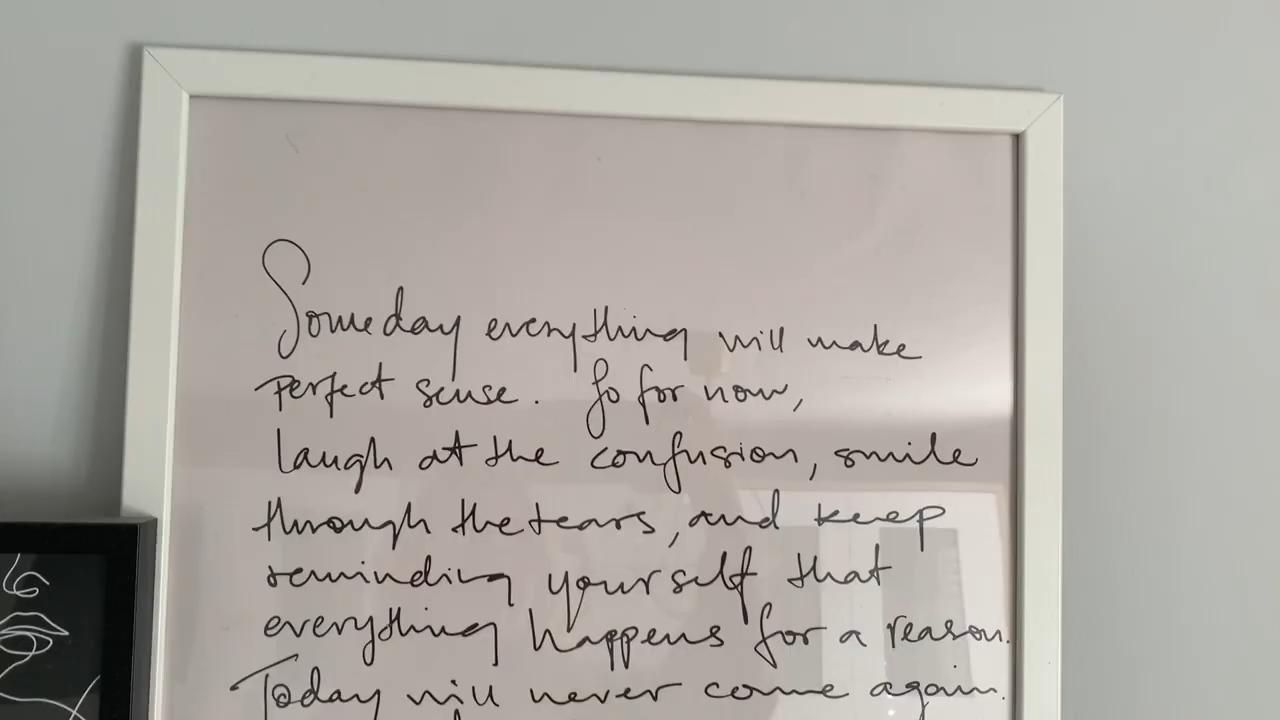 Someday everything will make
perfect sense. So for now,
laugh at the confusion, smile
through the tears, and keep
reminding yourself that
everything happens for a reason.
Today will never come again.